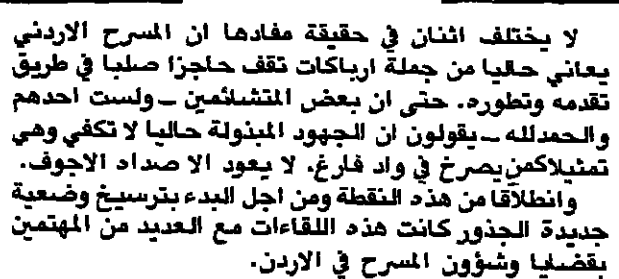 لا يختلف اثنان في حقيقة مفادها ان المسرح الاردني
يعاني حاليا من جملة ارباكات تقف حاجزا صلبا في طريق
تقدمه وتطوره. حتى ان بعض المتشائمين ــ ولست احدهم
والحمدلله ــ يقولون ان الجهود المبذولة حاليا لا تكفي وهي
تمثيلا كمن يصرخ في واد فارغ. لا يعود الا صداه الاجوف.
وانطلاقا من هذه النقطة ومن اجل البدء بترسيخ وضعية
جديدة الجذور كانت هذه اللقاءات مع العديد من المهتمين
بقضايا وشؤون المسرح في الاردن.